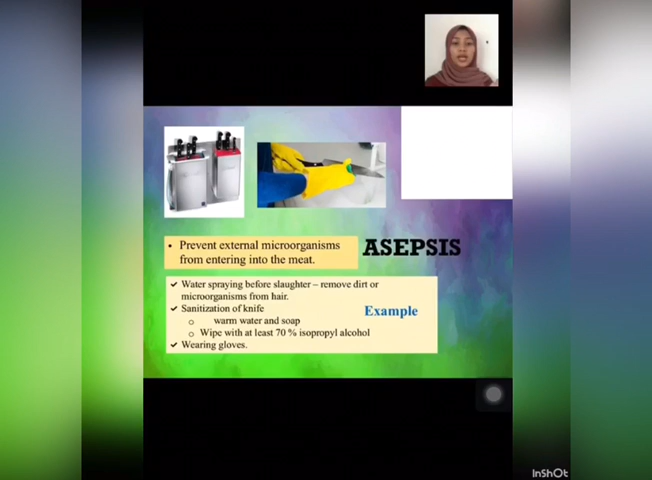 • Prevent external microorganisms
from entering into the meat.
ASEPSIS
✔ Water spraying before slaughter – remove dirt or
microorganisms from hair.
✔ Sanitization of knife
o warm water and soap
o Wipe with at least 70 % isopropyl alcohol
✔ Wearing gloves.
Example
InShOt